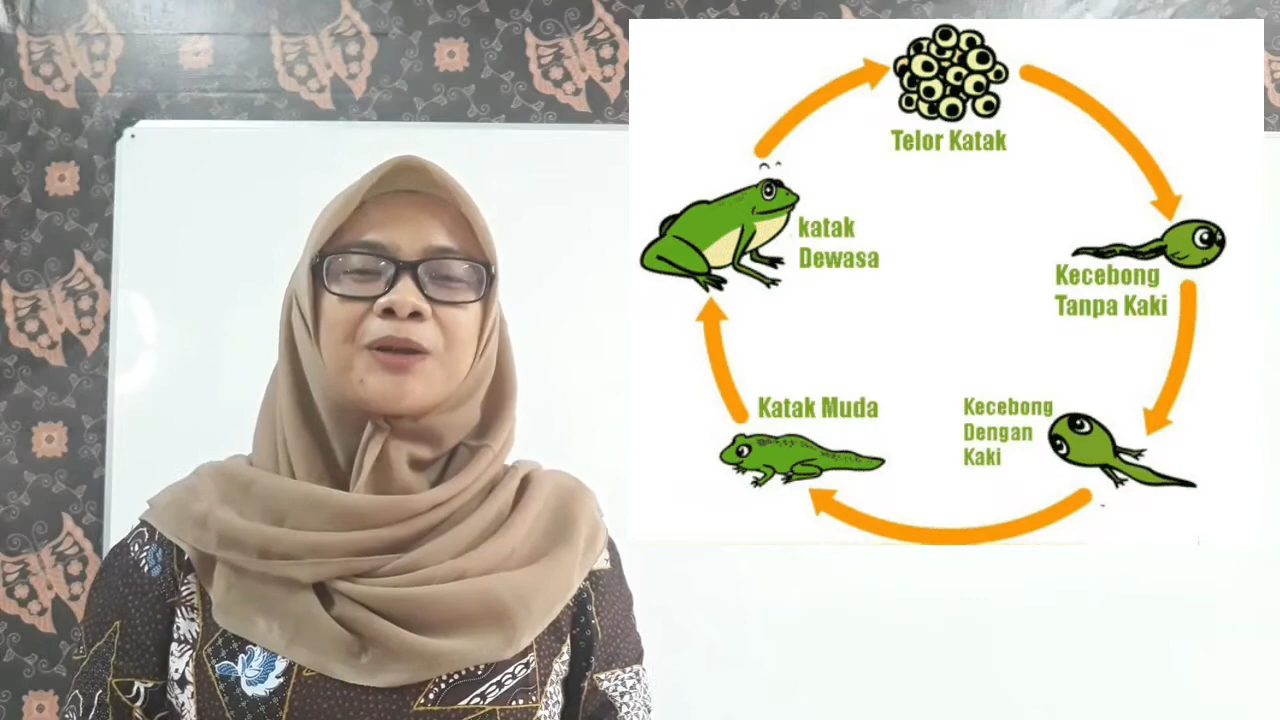 Telor Katak
katak
Dewasa
Kecebong
Tanpa Kaki
Katak Muda
Kecebong
Dengan
Kaki